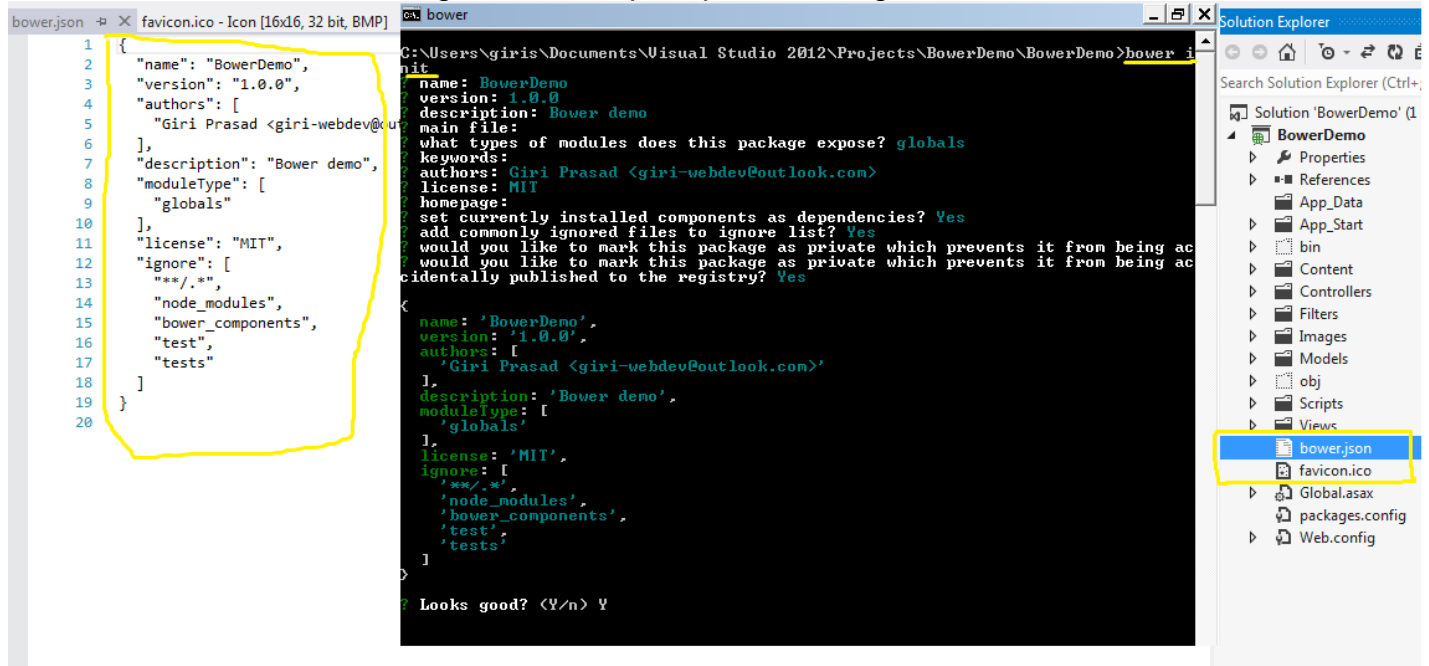 bower.json
favicon.ico - Icon [16x16, 32 bit, BMP]
1 {
2 "name": "BowerDemo",
3 "version": "1.0.0",
4 "authors": [
5 "Giri Prasad <giri-webdev@ou
6 ],
7 "description": "Bower demo",
8 "moduleType": [
9 "globals"
10 ],
11 "license": "MIT",
12 "ignore": [
13 "**/.*",
14 "node_modules",
15 "bower_components",
16 "test",
17 "tests"
18 ]
19 }
20
bower
C:\Users\giris\Documents\Visual Studio 2012\Projects\BowerDemo\BowerDemo>bower i
nit
? name: BowerDemo
? version: 1.0.0
? description: Bower demo
? main file:
? what types of modules does this package expose? globals
? keywords:
? authors: Giri Prasad <giri-webdev@outlook.com>
? license: MIT
? homepage:
? set currently installed components as dependencies? Yes
? add commonly ignored files to ignore list? Yes
? would you like to mark this package as private which prevents it from being ac
? would you like to mark this package as private which prevents it from being ac
cidentally published to the registry? Yes
{
name: 'BowerDemo',
version: '1.0.0',
authors: [
'Giri Prasad <giri-webdev@outlook.com>'
],
description: 'Bower demo',
moduleType: [
'globals'
],
license: 'MIT',
ignore: [
'**/.*',
'node_modules',
'bower_components',
'test',
'tests'
]
}
? Looks good? (Y/n) Y
Solution Explorer
Search Solution Explorer (Ctrl+;
Solution 'BowerDemo' (1
BowerDemo
Properties
References
App_Data
App_Start
bin
Content
Controllers
Filters
Images
Models
obj
Scripts
Views
bower.json
favicon.ico
Global.asax
packages.config
Web.config